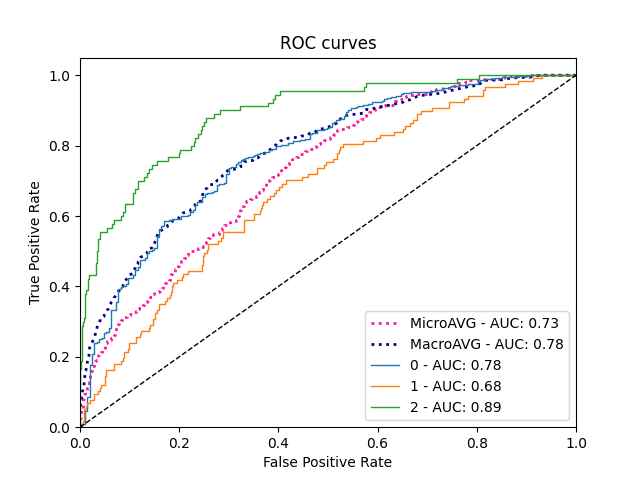 ROC curves
True Positive Rate
1.0
0.8
0.6
0.4
0.2
0.0
MicroAVG - AUC: 0.73
MacroAVG - AUC: 0.78
0 - AUC: 0.78
1 - AUC: 0.68
2 - AUC: 0.89
0.0 0.2 0.4 0.6 0.8 1.0
False Positive Rate